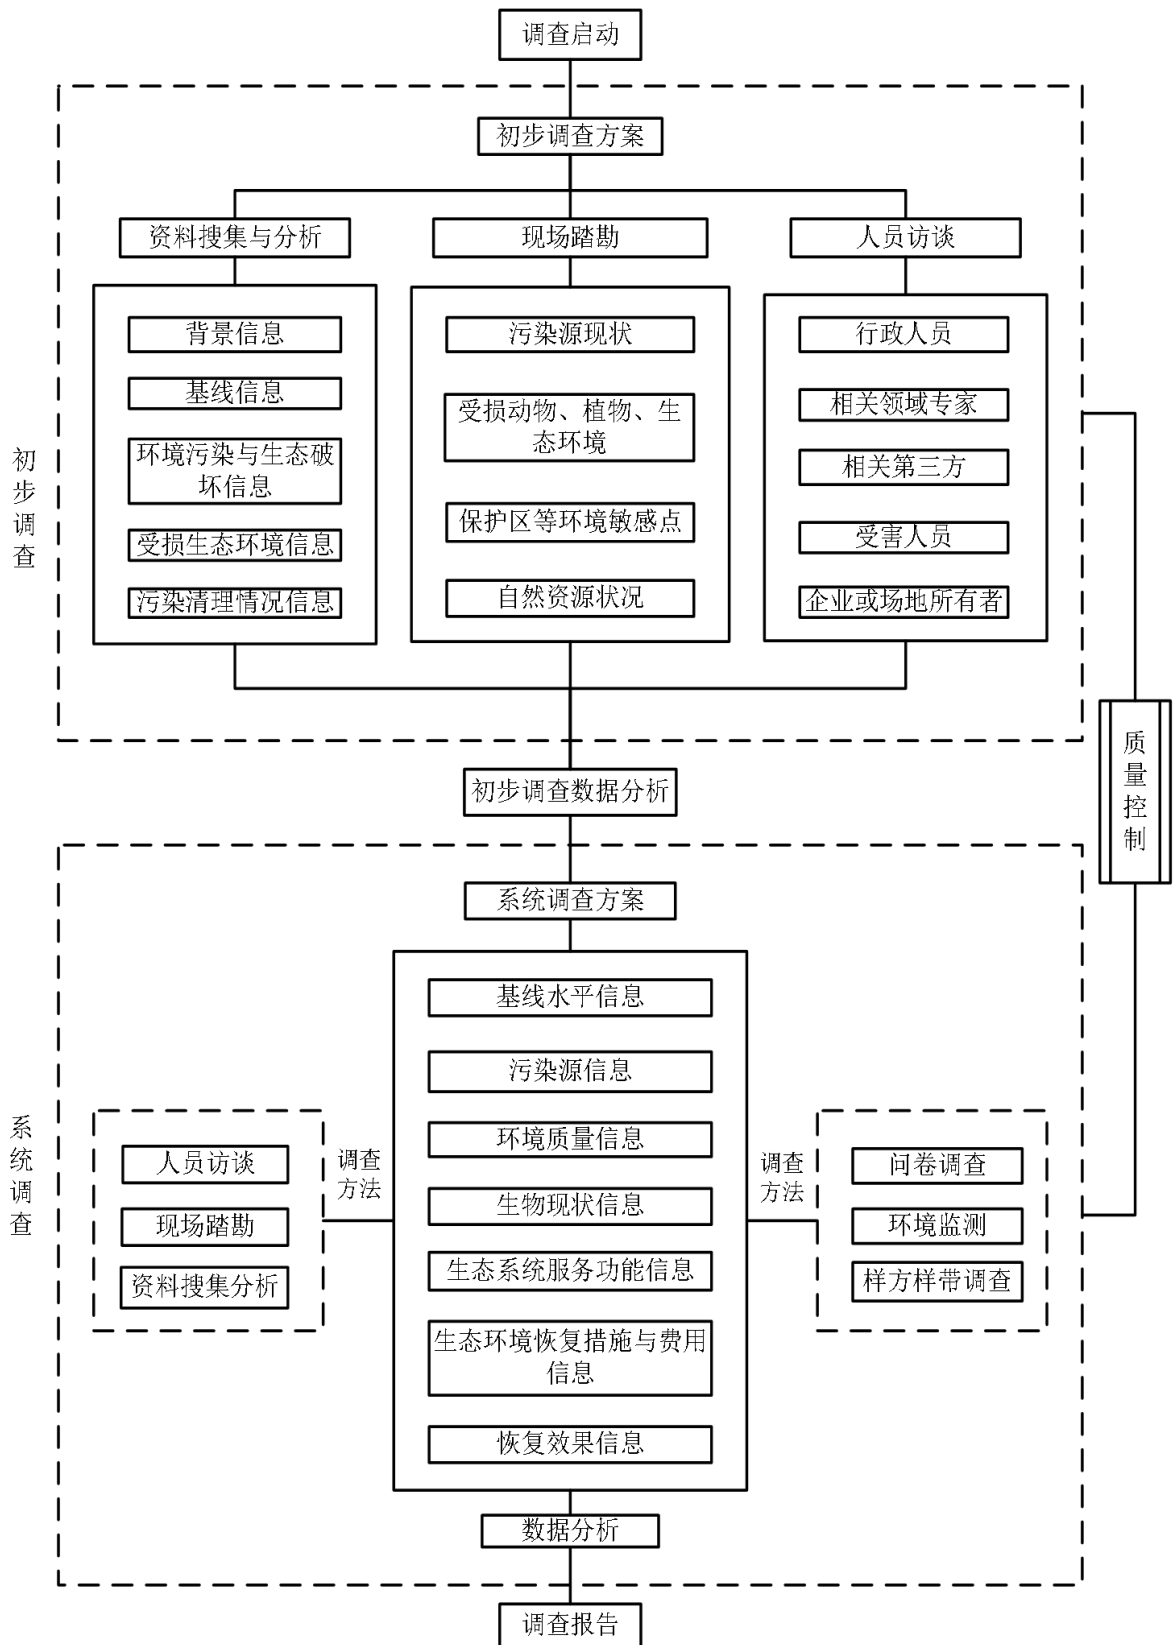 调查启动
初步调查方案
资料搜集与分析
现场踏勘
人员访谈
背景信息
基线信息
环境污染与生态破
坏信息
受损生态环境信息
污染清理情况信息
污染源现状
受损动物、植物、生
态环境
保护区等环境敏感点
自然资源状况
行政人员
相关领域专家
相关第三方
受害人员
企业或场地所有者
初步调查
质量控制
初步调查数据分析
系统调查方案
系统调查
人员访谈
现场踏勘
资料搜集分析
调查
方法
基线水平信息
污染源信息
环境质量信息
生物现状信息
生态系统服务功能信息
生态环境恢复措施与费用
信息
恢复效果信息
调查
方法
问卷调查
环境监测
样方样带调查
数据分析
调查报告